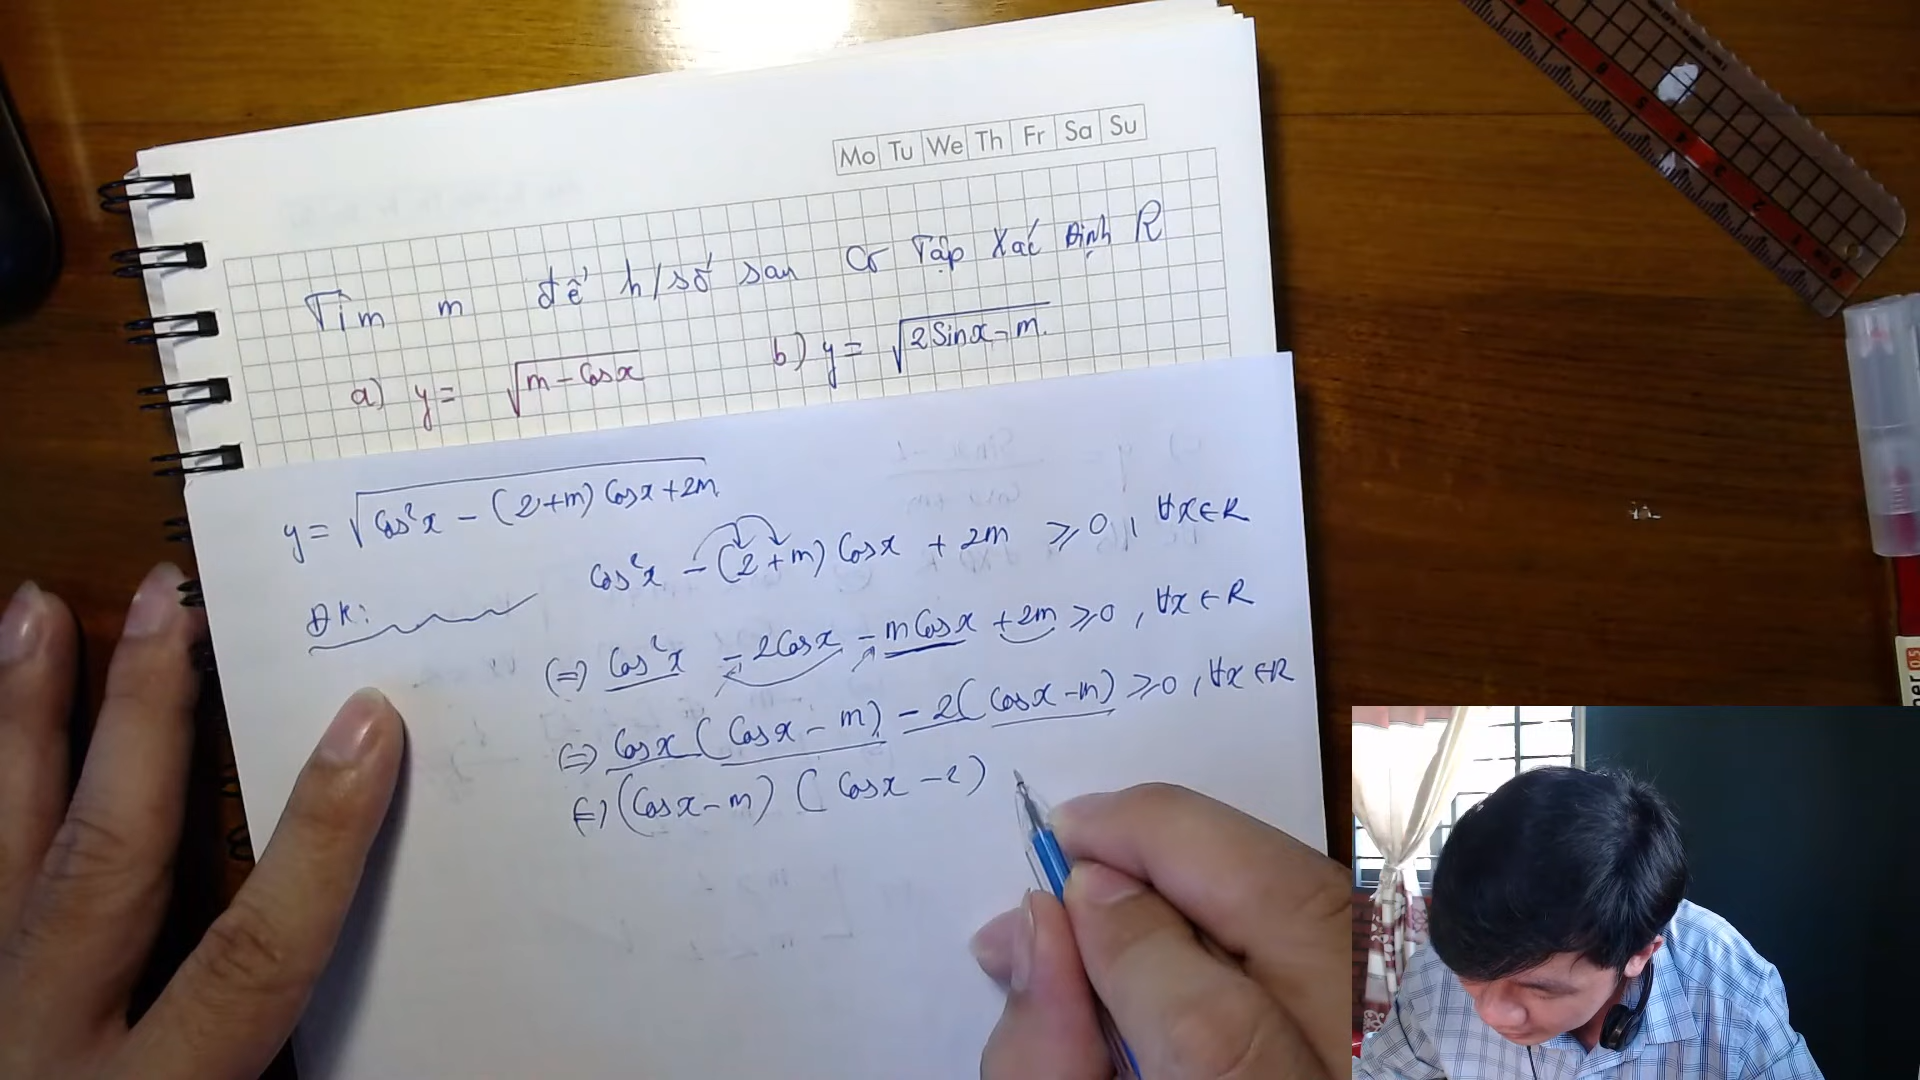 Mo Tu We Th Fr Sa Su
Tìm m để h/số sau có Tập Xác Định R
a) y = √(m - Cosx) b) y = √(2Sinx - m)
y = √(Cos²x - (2+m) Cosx + 2m)
ĐK: Cos²x - (2+m) Cosx + 2m ≥ 0, ∀x∈R
(=) Cos²x - 2Cosx - mCosx + 2m ≥ 0, ∀x ∈ R
(=) Cosx (Cosx - m) - 2(Cosx - m) ≥ 0, ∀x ∈ R
(=) (Cosx - m) (Cosx - 2)